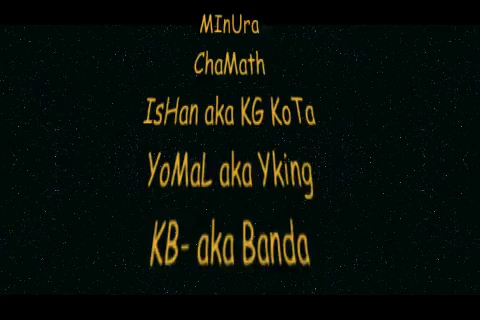 MInUra
ChaMath
IsHan aka KG KoTa
YoMaL aka Yking
KB- aka Banda